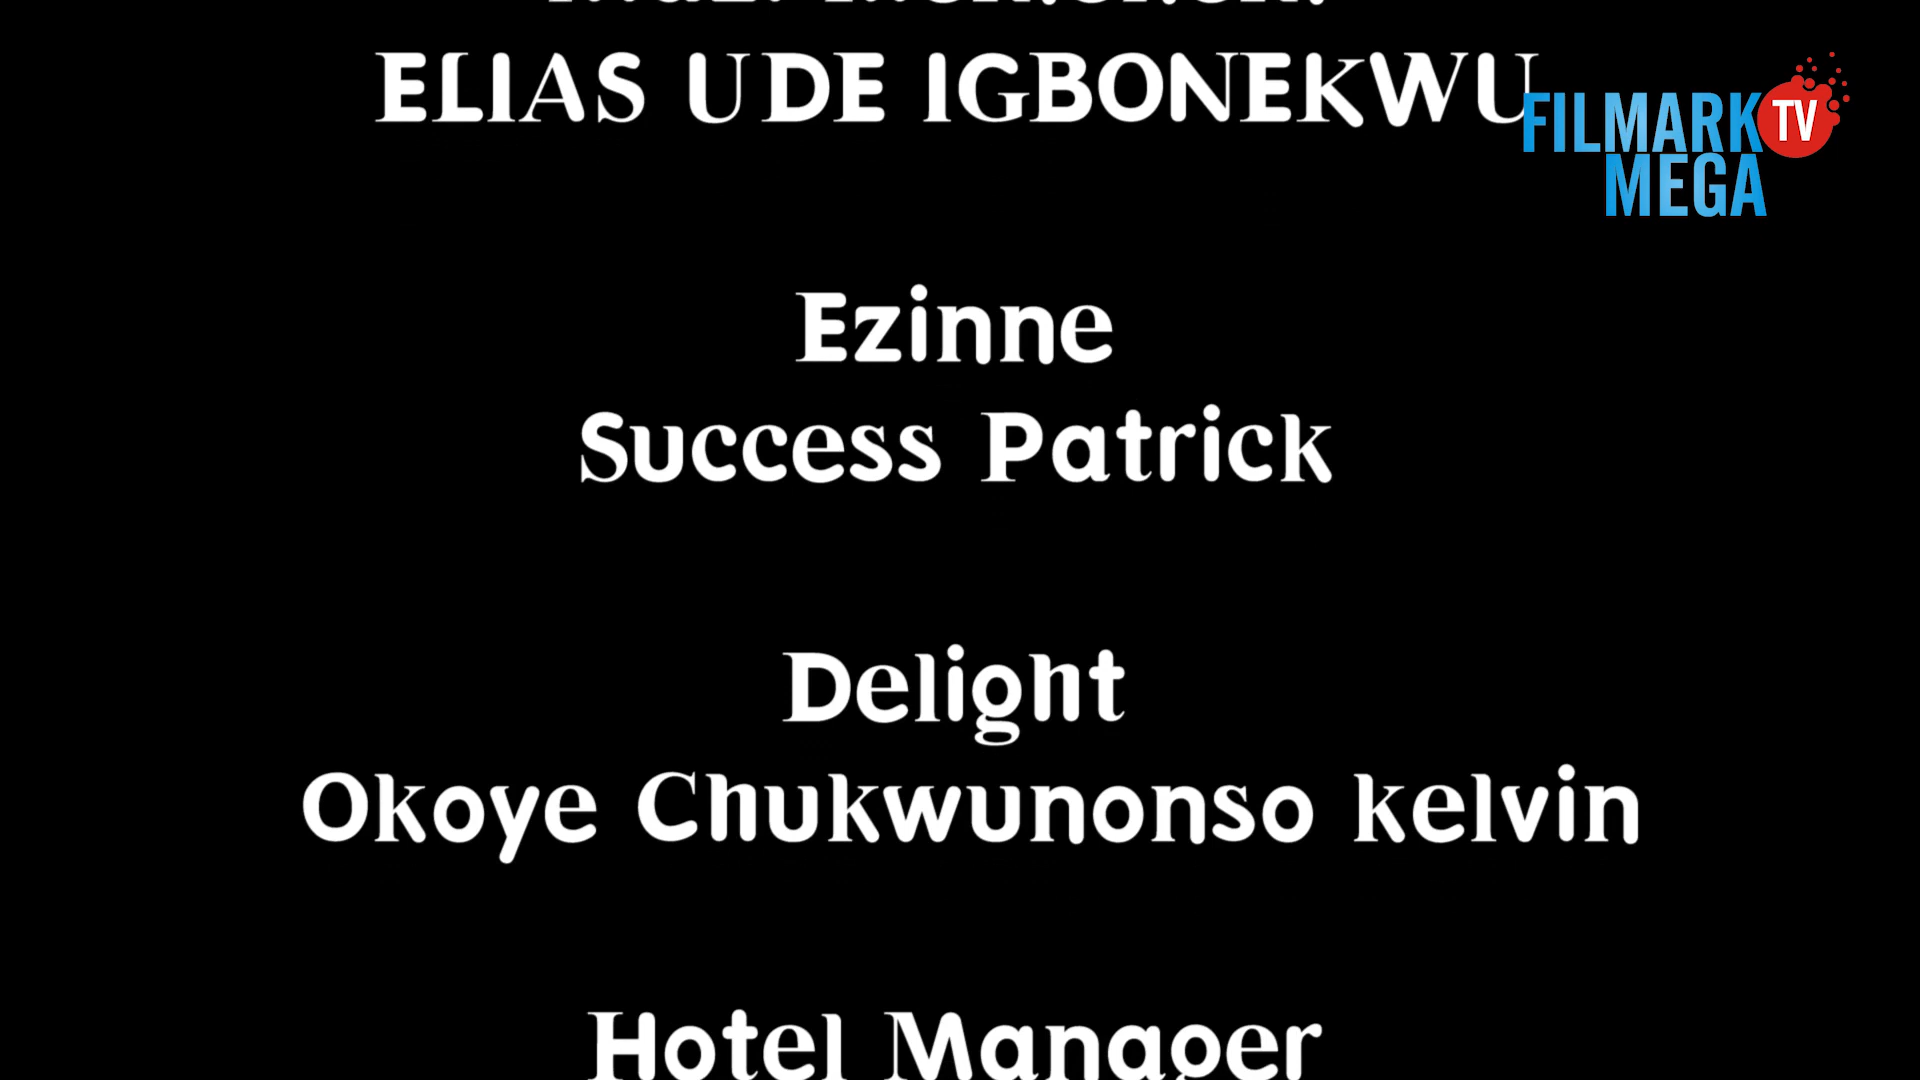 ELIAS UDE IGBONEKWU
FILMARK TV
MEGA
Ezinne
Success Patrick
Delight
Okoye Chukwunonso kelvin
Hotel Manager